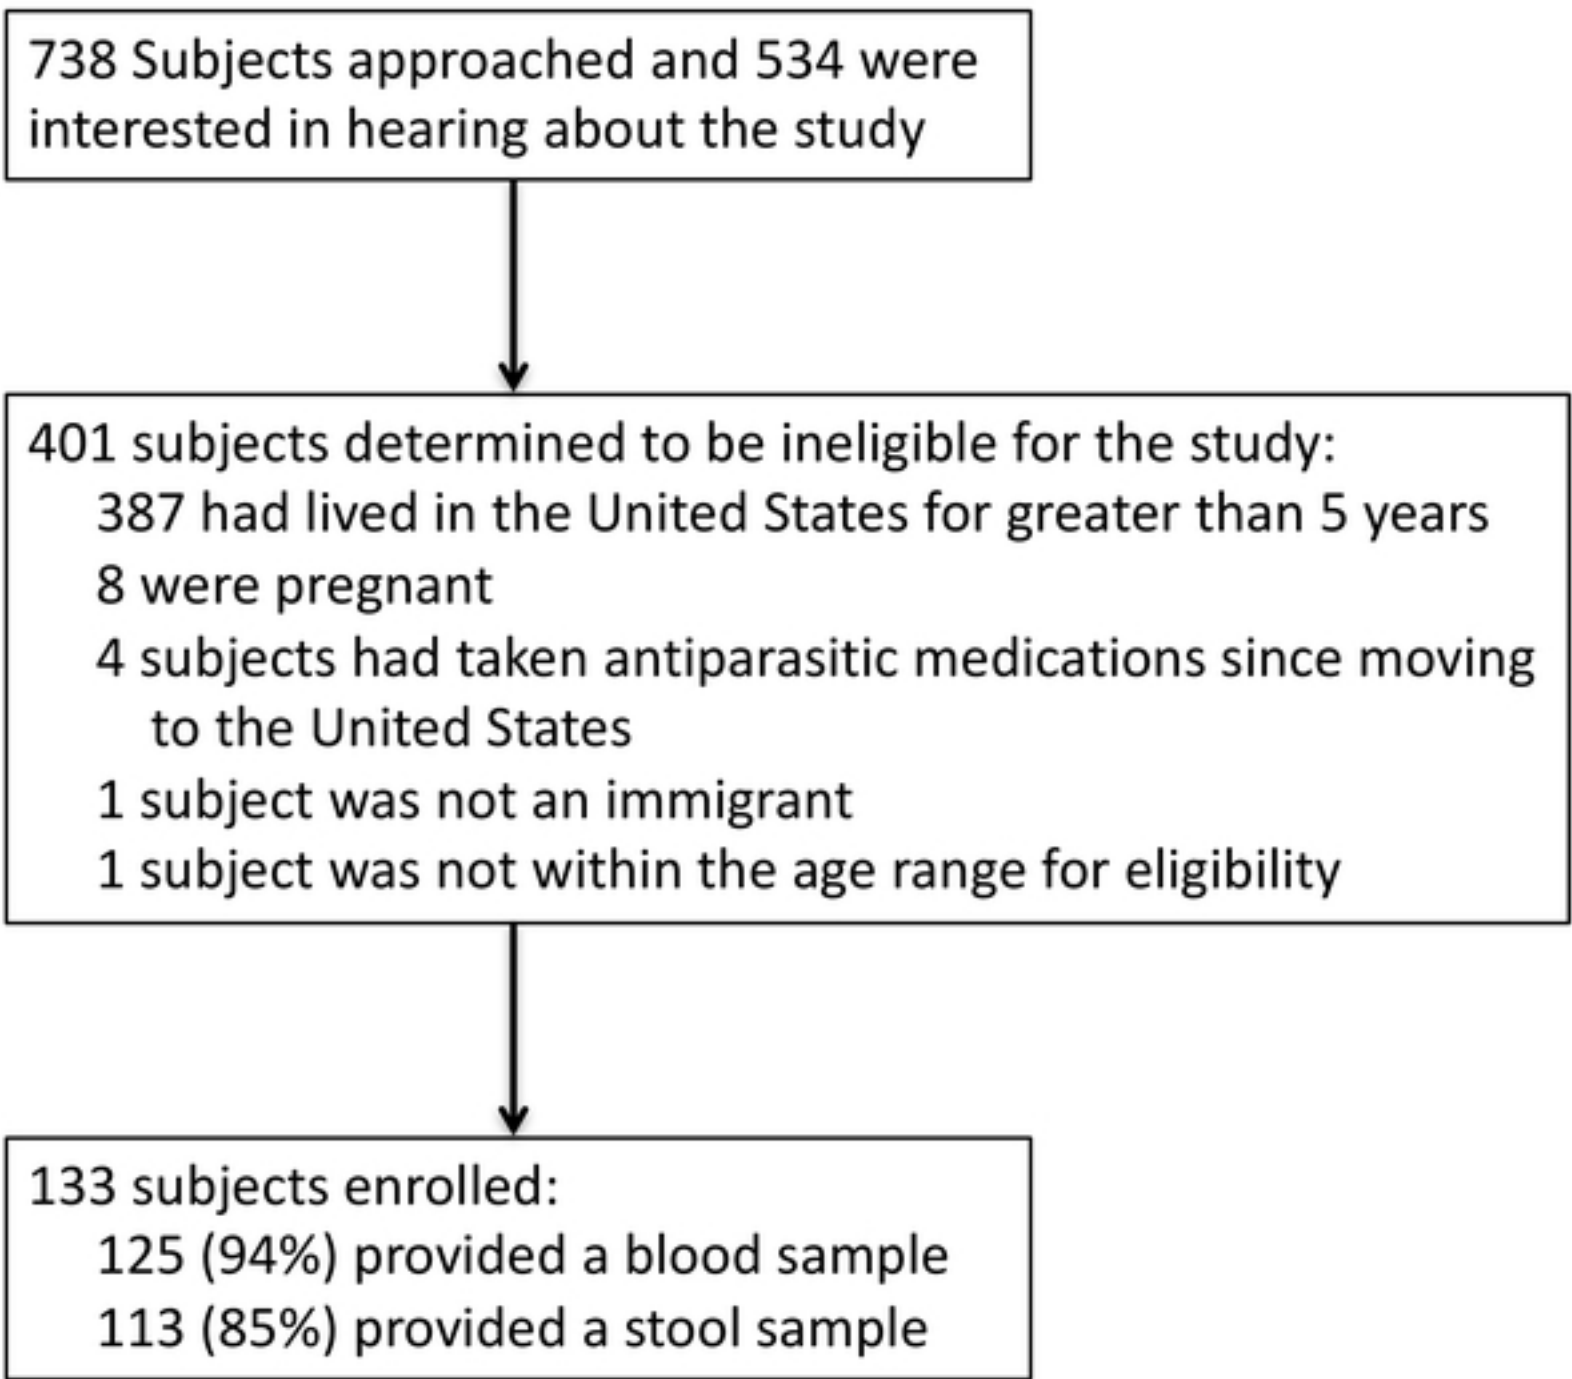 738 Subjects approached and 534 were
interested in hearing about the study
401 subjects determined to be ineligible for the study:
387 had lived in the United States for greater than 5 years
8 were pregnant
4 subjects had taken antiparasitic medications since moving
to the United States
1 subject was not an immigrant
1 subject was not within the age range for eligibility
133 subjects enrolled:
125 (94%) provided a blood sample
113 (85%) provided a stool sample